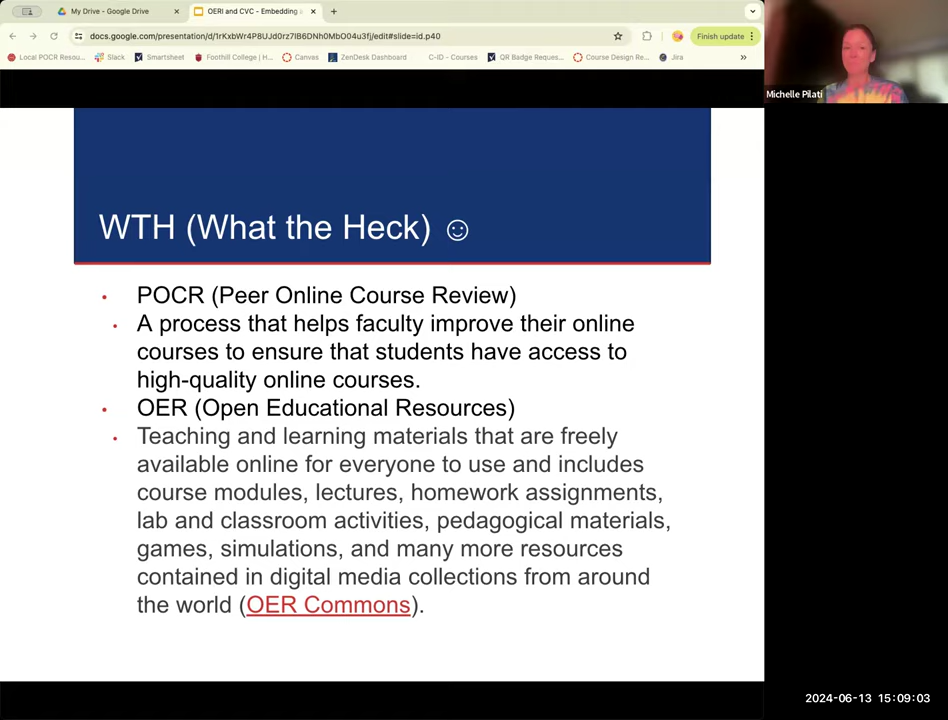 My Drive - Google Drive
OERI and CVC - Embedding a
docs.google.com/presentation/d/1rKxbWr4P8UJd0rz7lB6DNh0MbO04u3fj/edit#slide=id.p40
Finish update
Local POCR Resou...
Slack
Smartsheet
Foothill College | H...
Canvas
ZenDesk Dashboard
C-ID - Courses
QR Badge Reques...
Course Design Re...
Jira
»
Michelle Pilati
WTH (What the Heck) ☺
• POCR (Peer Online Course Review)
• A process that helps faculty improve their online
courses to ensure that students have access to
high-quality online courses.
• OER (Open Educational Resources)
• Teaching and learning materials that are freely
available online for everyone to use and includes
course modules, lectures, homework assignments,
lab and classroom activities, pedagogical materials,
games, simulations, and many more resources
contained in digital media collections from around
the world (OER Commons).
2024-06-13 15:09:03